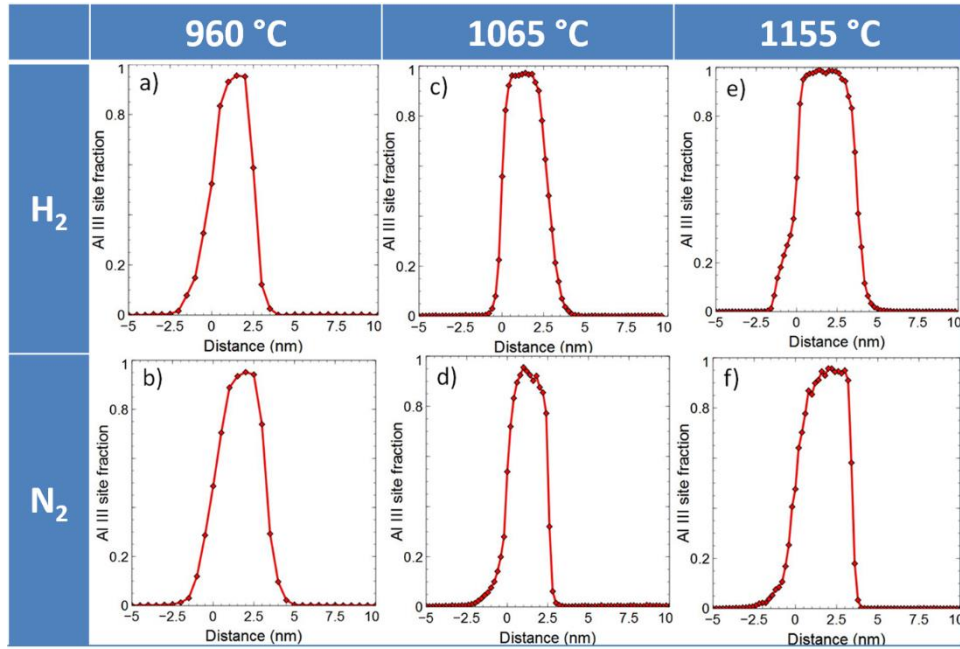 960 °C 1065 °C 1155 °C
H2
a)
1
0.8
0.2
0
Al III site fraction
−5 −2.5 0 2.5 5 7.5 10
Distance (nm)
c)
1
0.8
0.2
0
Al III site fraction
−5 −2.5 0 2.5 5 7.5 10
Distance (nm)
e)
1
0.8
0.2
0
Al III site fraction
−5 −2.5 0 2.5 5 7.5 10
Distance (nm)
N2
b)
1
0.8
0.2
0
Al III site fraction
−5 −2.5 0 2.5 5 7.5 10
Distance (nm)
d)
1
0.8
0.2
0
Al III site fraction
−5 −2.5 0 2.5 5 7.5 10
Distance (nm)
f)
1
0.8
0.2
0
Al III site fraction
−5 −2.5 0 2.5 5 7.5 10
Distance (nm)